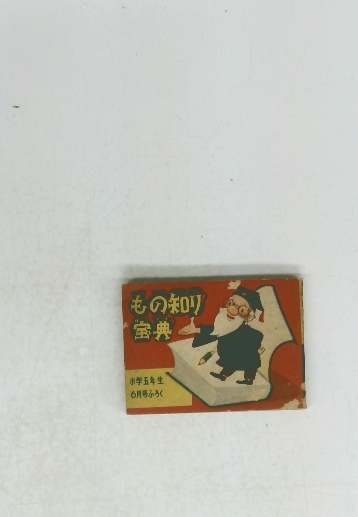 もの知り
宝典
小学五年生
6月号ふろく